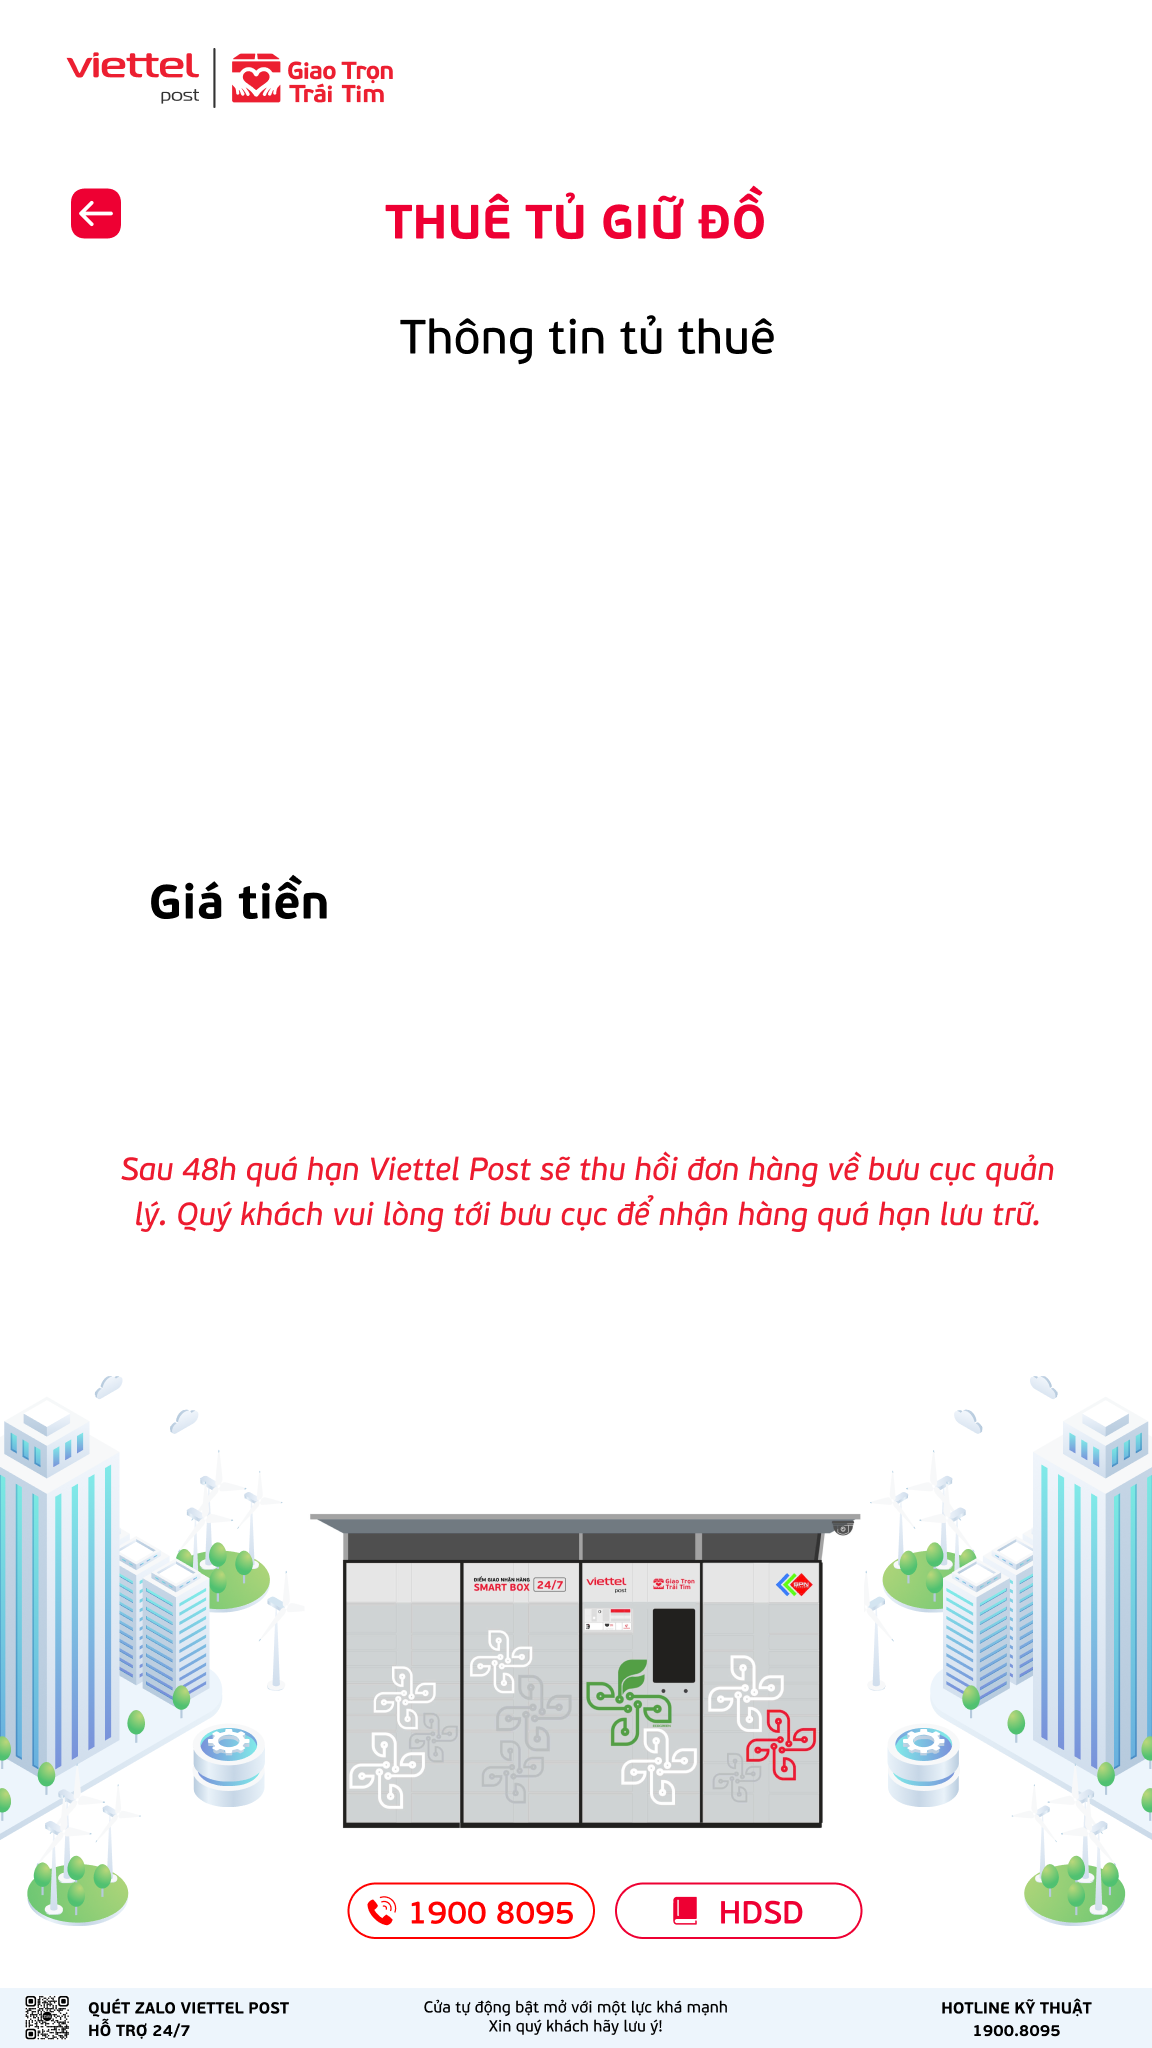 viettel
post
Giao Trọn
Trái Tim
THUÊ TỦ GIỮ ĐỒ
Thông tin tủ thuê
Giá tiền
Sau 48h quá hạn Viettel Post sẽ thu hồi đơn hàng về bưu cục quản
lý. Quý khách vui lòng tới bưu cục để nhận hàng quá hạn lưu trữ.
ĐIỂM GIAO NHẬN HÀNG
SMART BOX 24/7
viettel
post
Giao Trọn
Trái Tim
1900 8095
HDSD
QUÉT ZALO VIETTEL POST
HỖ TRỢ 24/7
Cửa tự động bật mở với một lực khá mạnh
Xin quý khách hãy lưu ý!
HOTLINE KỸ THUẬT
1900.8095